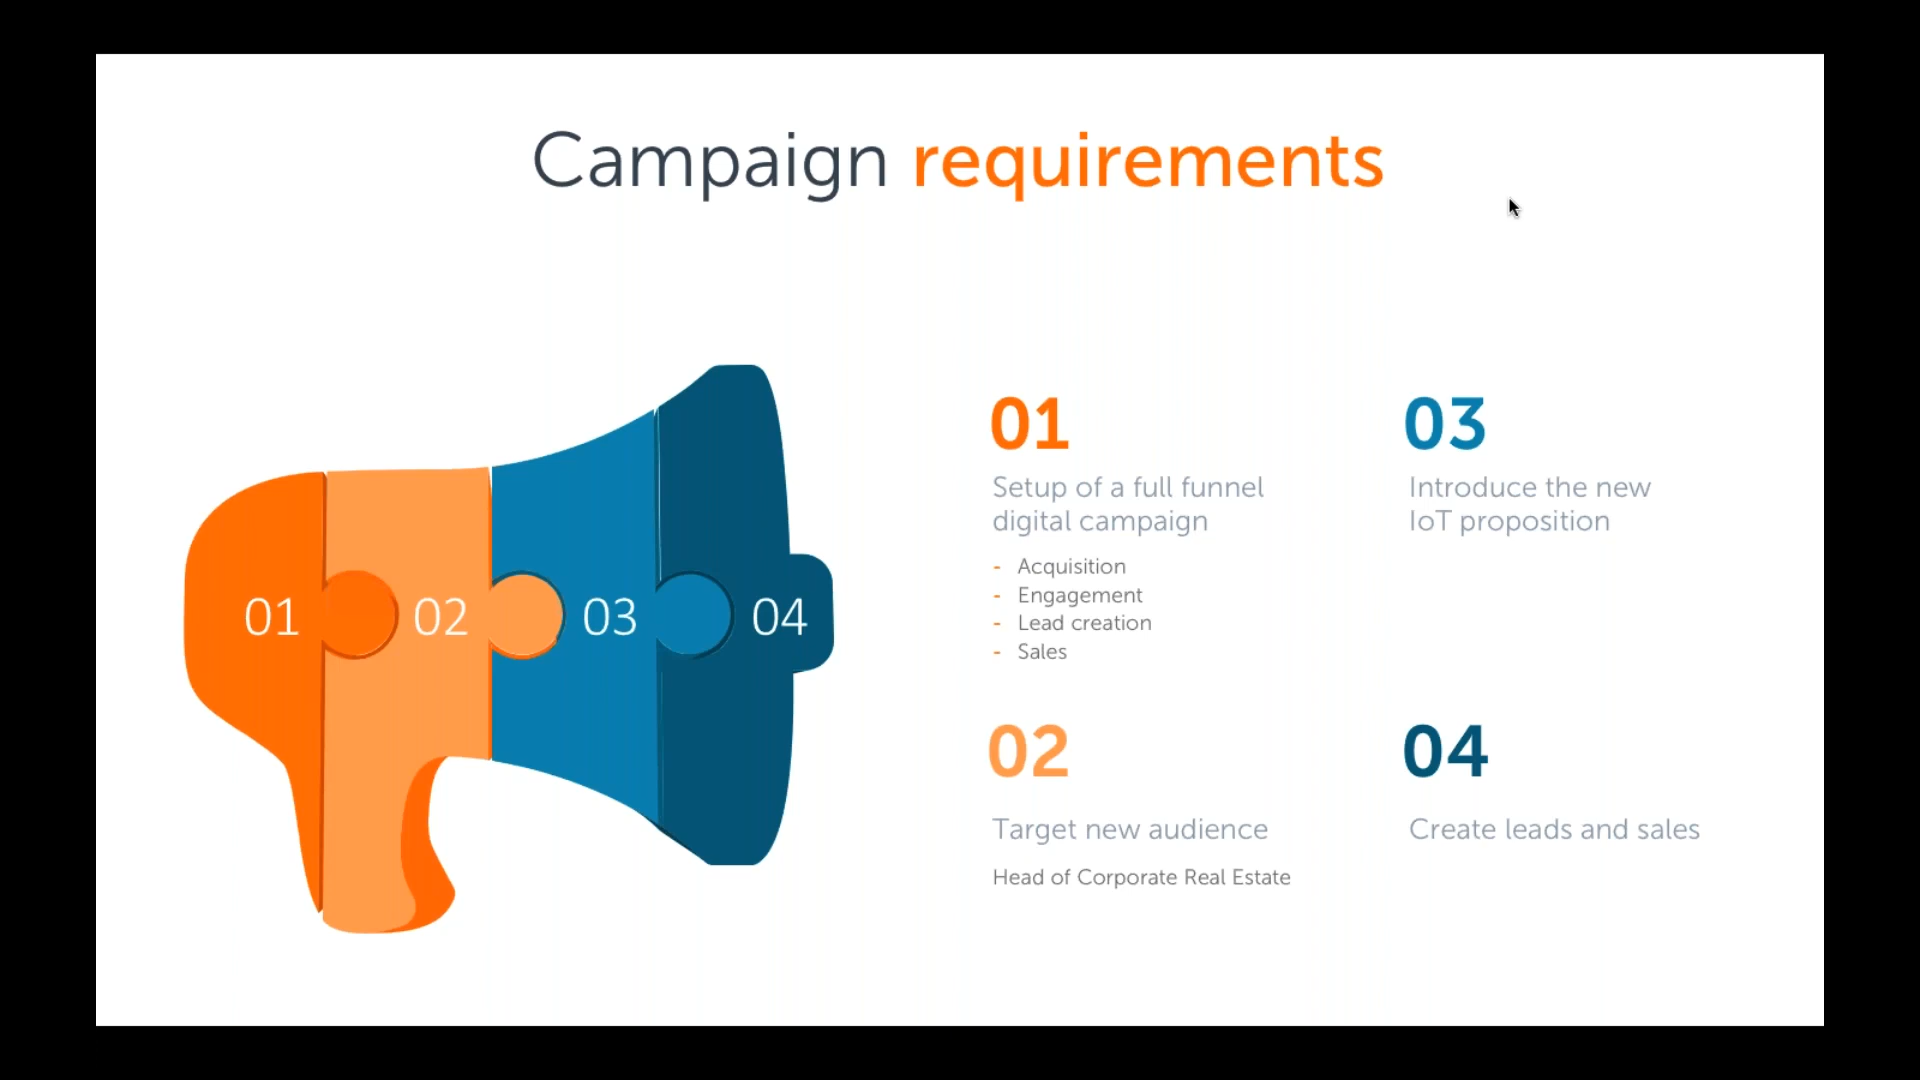 Campaign requirements
01 02 03 04
01
Setup of a full funnel
digital campaign
- Acquisition
- Engagement
- Lead creation
- Sales
02
Target new audience
Head of Corporate Real Estate
03
Introduce the new
IoT proposition
04
Create leads and sales